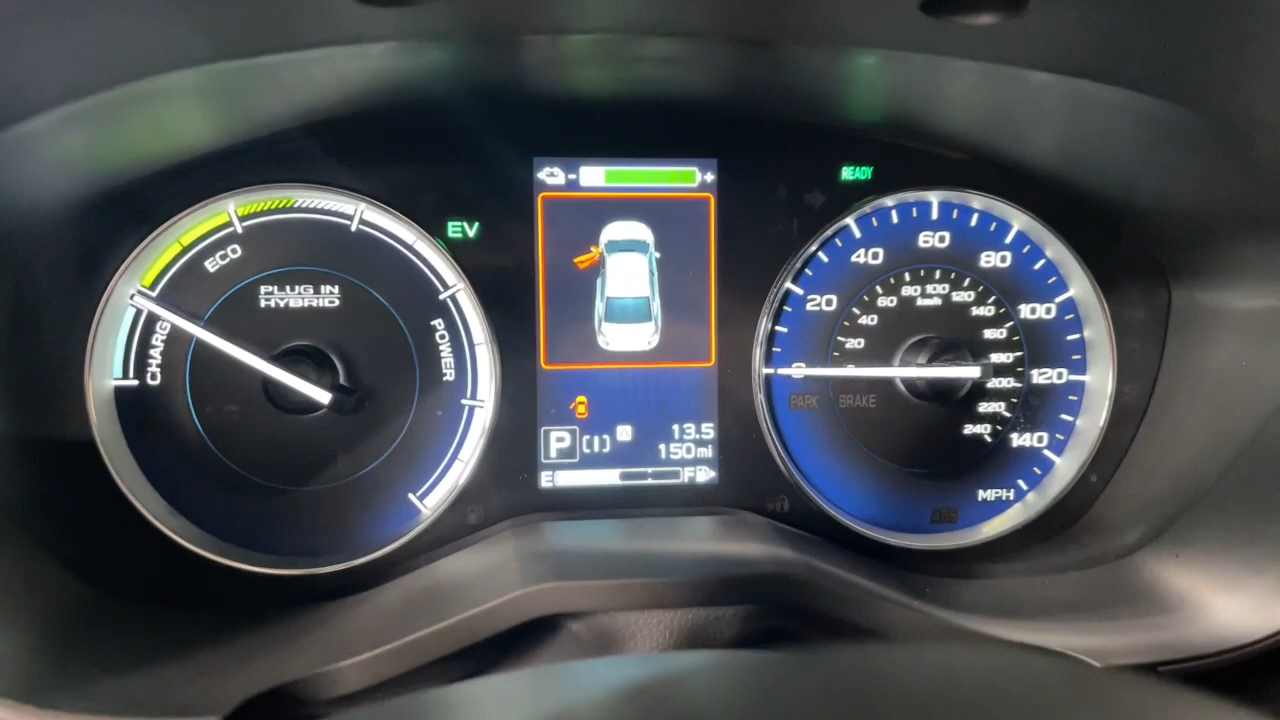 READY
EV
ECO
PLUG IN
HYBRID
CHARG
POWER
- +
P
13.5
150mi
E F
20
40
60
80
100
120
140
MPH
20
40
60
80
100
120
140
160
180
200
220
240
km/h
PARK BRAKE
ABS